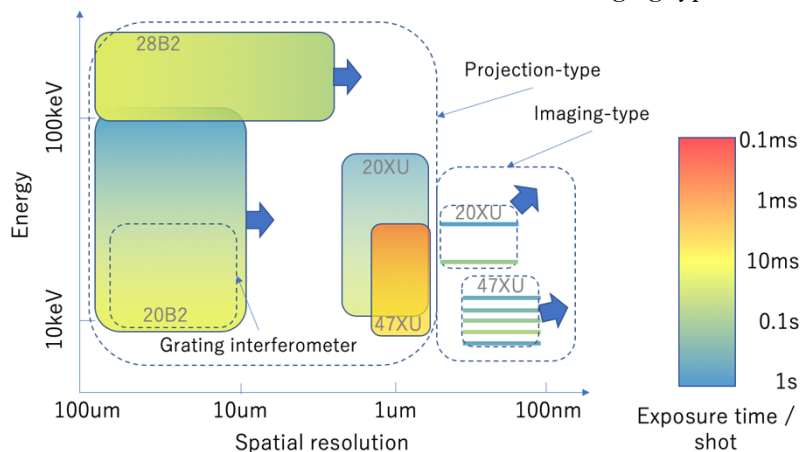 28B2
Projection-type
Imaging-type
100keV
Energy
10keV
20XU
20XU
47XU
47XU
20B2
Grating interferometer
100um
10um
1um
100nm
Spatial resolution
0.1ms
1ms
10ms
0.1s
1s
Exposure time /
shot